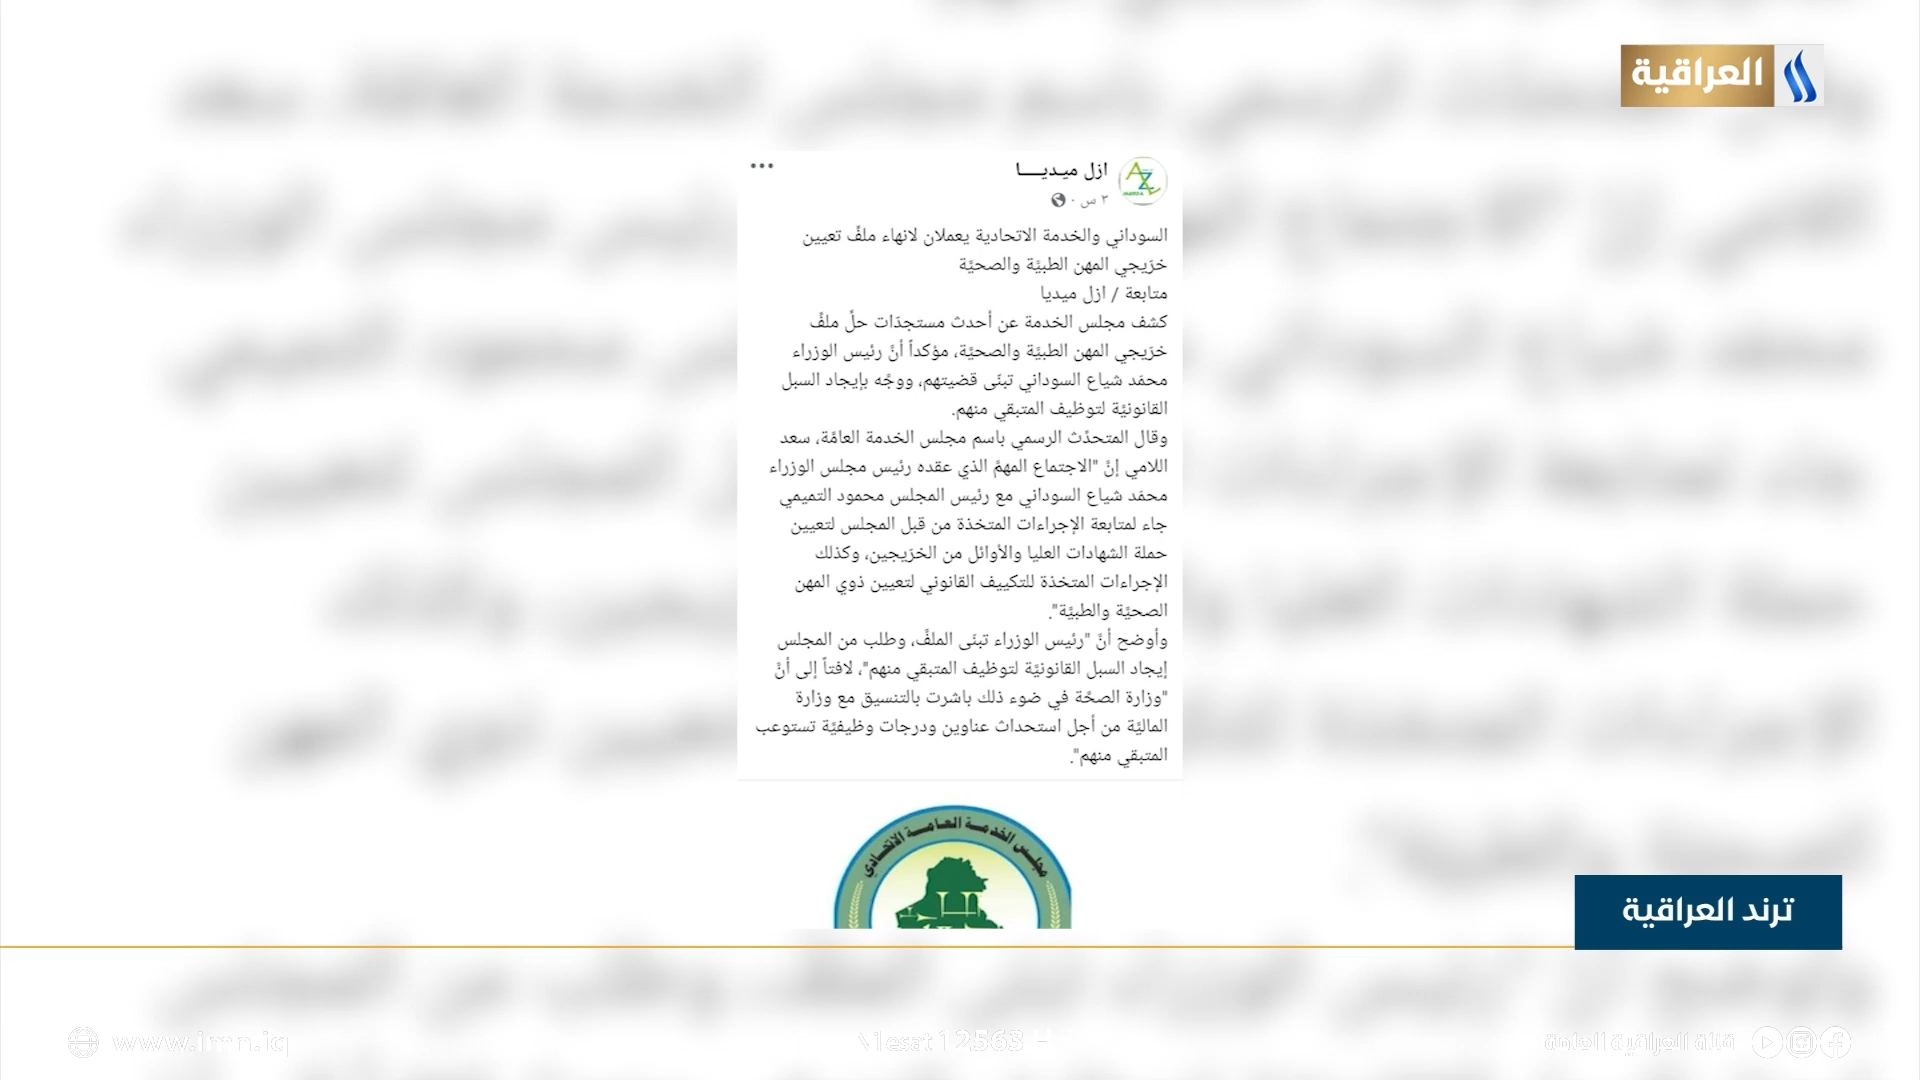 العراقية
ازل ميـديــــا
٣ س ·
السوداني والخدمة الاتحادية يعملان لانهاء ملفِّ تعيين
خرّيجي المهن الطبيَّة والصحيَّة
متابعة / ازل ميديا
كشف مجلس الخدمة عن أحدث مستجدّات حلِّ ملفِّ
خرّيجي المهن الطبيَّة والصحيَّة، مؤكداً أنَّ رئيس الوزراء
محمّد شياع السوداني تبنّى قضيتهم، ووجَّه بإيجاد السبل
القانونيَّة لتوظيف المتبقي منهم.
وقال المتحدِّث الرسمي باسم مجلس الخدمة العامَّة، سعد
اللامي إنَّ "الاجتماع المهمَّ الذي عقده رئيس مجلس الوزراء
محمّد شياع السوداني مع رئيس المجلس محمود التميمي
جاء لمتابعة الإجراءات المتخذة من قبل المجلس لتعيين
حملة الشهادات العليا والأوائل من الخرّيجين، وكذلك
الإجراءات المتخذة للتكييف القانوني لتعيين ذوي المهن
الصحيَّة والطبيَّة".
وأوضح أنَّ "رئيس الوزراء تبنّى الملفَّ، وطلب من المجلس
إيجاد السبل القانونيَّة لتوظيف المتبقي منهم"، لافتاً إلى أنَّ
"وزارة الصحَّة في ضوء ذلك باشرت بالتنسيق مع وزارة
الماليَّة من أجل استحداث عناوين ودرجات وظيفيَّة تستوعب
المتبقي منهم".
مجلس الخدمة العامة الاتحادي
ترند العراقية
www.imn.iq
Nilesat 12563 H
قناة العراقية العامة